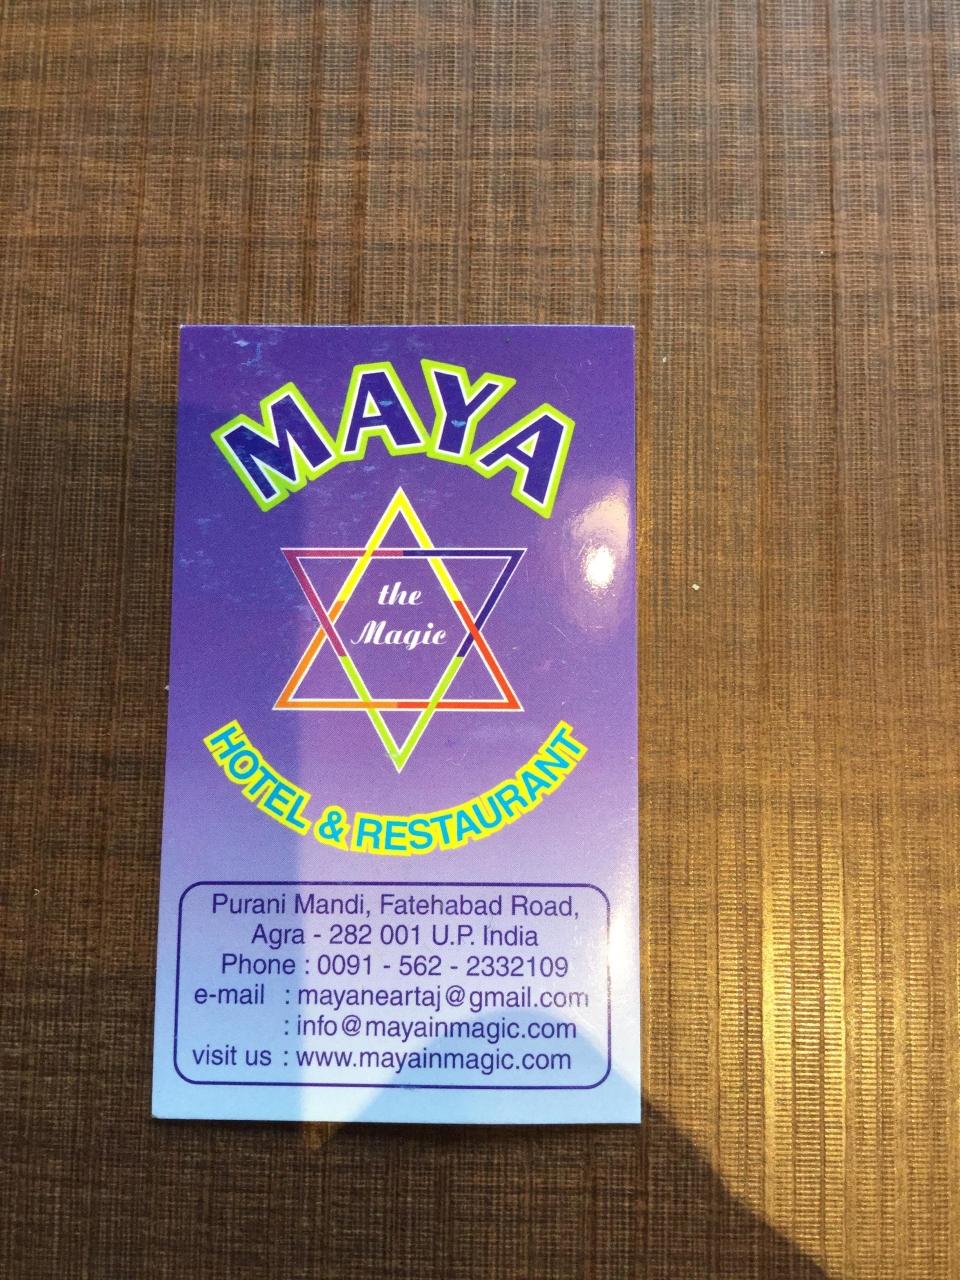 MAYA
the
Magic
HOTEL & RESTAURANT
Purani Mandi, Fatehabad Road,
Agra - 282 001 U.P. India
Phone : 0091 - 562 - 2332109
e-mail : mayaneartaj@gmail.com
: info@mayainmagic.com
visit us : www.mayainmagic.com